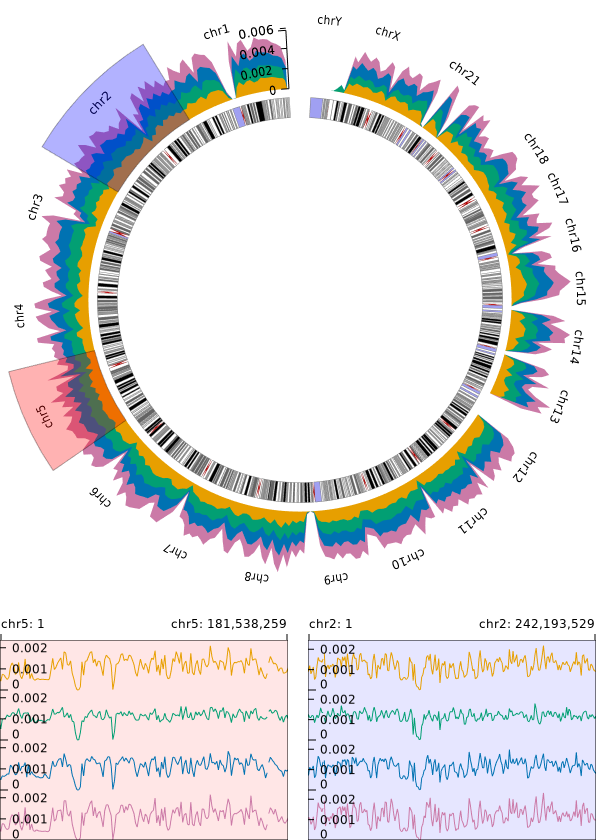 chrY
chr1
chrX
0.006
0.004
0.002
0
chr21
chr2
chr18
chr17
chr3
chr16
chr15
chr4
chr14
chr5
chr13
chr12
chr6
chr11
chr7
chr10
chr8
chr9
chr5: 1
chr5: 181,538,259
chr2: 1
chr2: 242,193,529
0.002
0.001
0
0.002
0.001
0
0.002
0.001
0
0.002
0.001
0
0.002
0.001
0
0.002
0.001
0
0.002
0.001
0
0.002
0.001
0